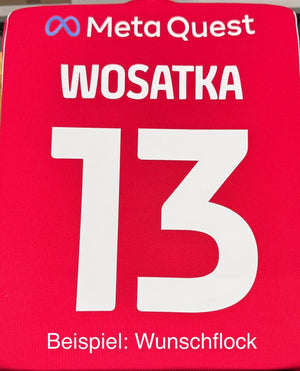 Meta Quest
WOSATKA
13
Beispiel: Wunschflock